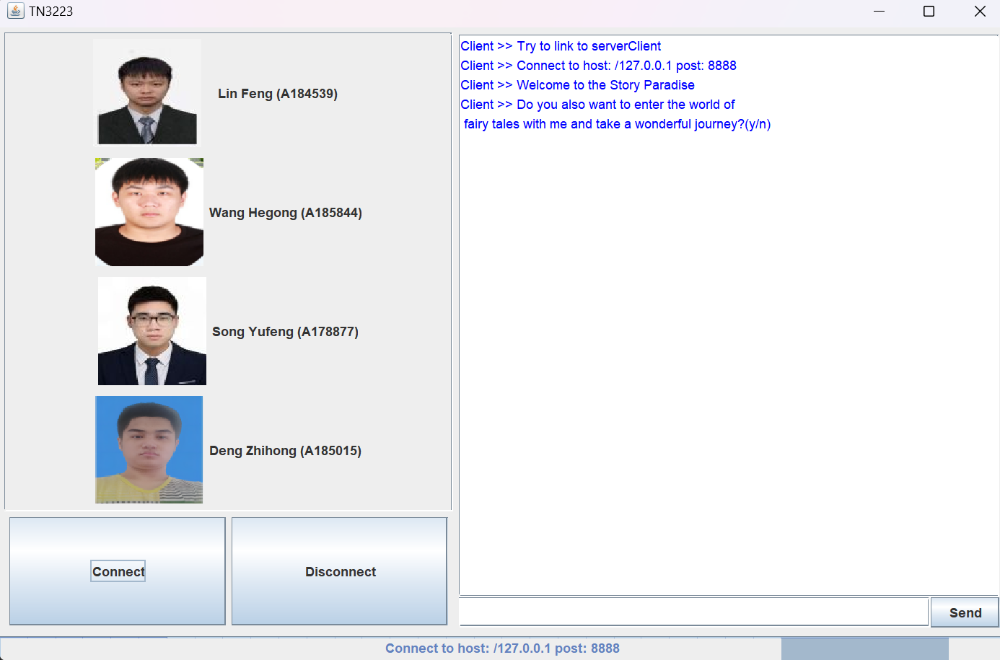 TN3223
Lin Feng (A184539)
Wang Hegong (A185844)
Song Yufeng (A178877)
Deng Zhihong (A185015)
Connect
Disconnect
Client >> Try to link to serverClient
Client >> Connect to host: /127.0.0.1 post: 8888
Client >> Welcome to the Story Paradise
Client >> Do you also want to enter the world of
fairy tales with me and take a wonderful journey?(y/n)
Send
Connect to host: /127.0.0.1 post: 8888